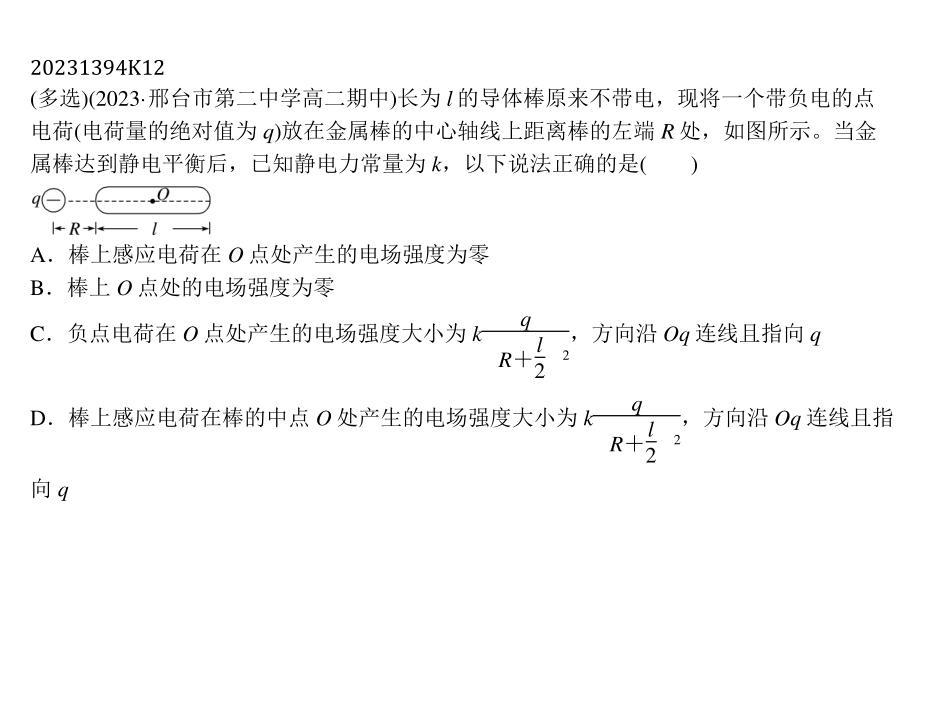 20231394K12
(多选)(2023·邢台市第二中学高二期中)长为 l 的导体棒原来不带电，现将一个带负电的点
电荷(电荷量的绝对值为 q)放在金属棒的中心轴线上距离棒的左端 R 处，如图所示。当金
属棒达到静电平衡后，已知静电力常量为 k，以下说法正确的是(　　)
q − O
R l
A．棒上感应电荷在 O 点处产生的电场强度为零
B．棒上 O 点处的电场强度为零
C．负点电荷在 O 点处产生的电场强度大小为 k q/(R＋l/2)²，方向沿 Oq 连线且指向 q
D．棒上感应电荷在棒的中点 O 处产生的电场强度大小为 k q/(R＋l/2)²，方向沿 Oq 连线且指
向 q